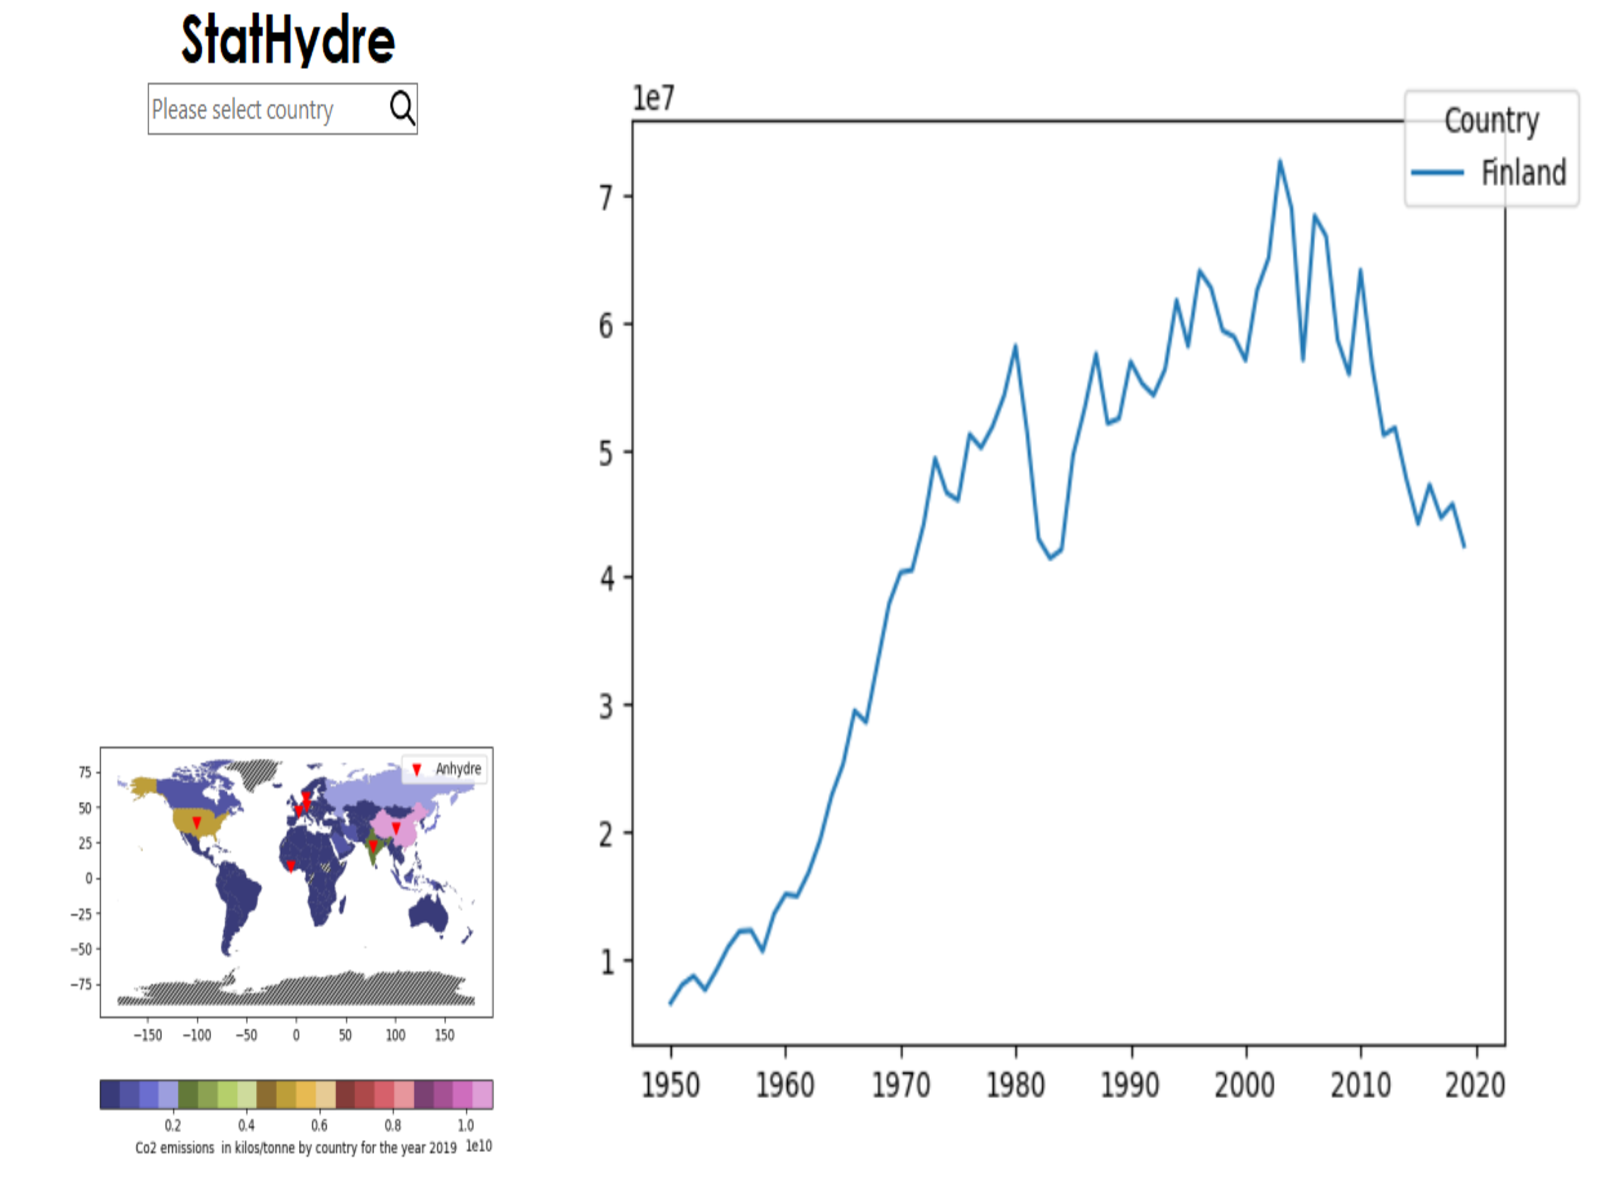 StatHydre
Please select country
1e7
Country
Finland
7
6
5
4
3
2
1
1950 1960 1970 1980 1990 2000 2010 2020
Anhydre
75
50
25
0
−25
−50
−75
−150 −100 −50 0 50 100 150
0.2 0.4 0.6 0.8 1.0
1e10
Co2 emissions in kilos/tonne by country for the year 2019